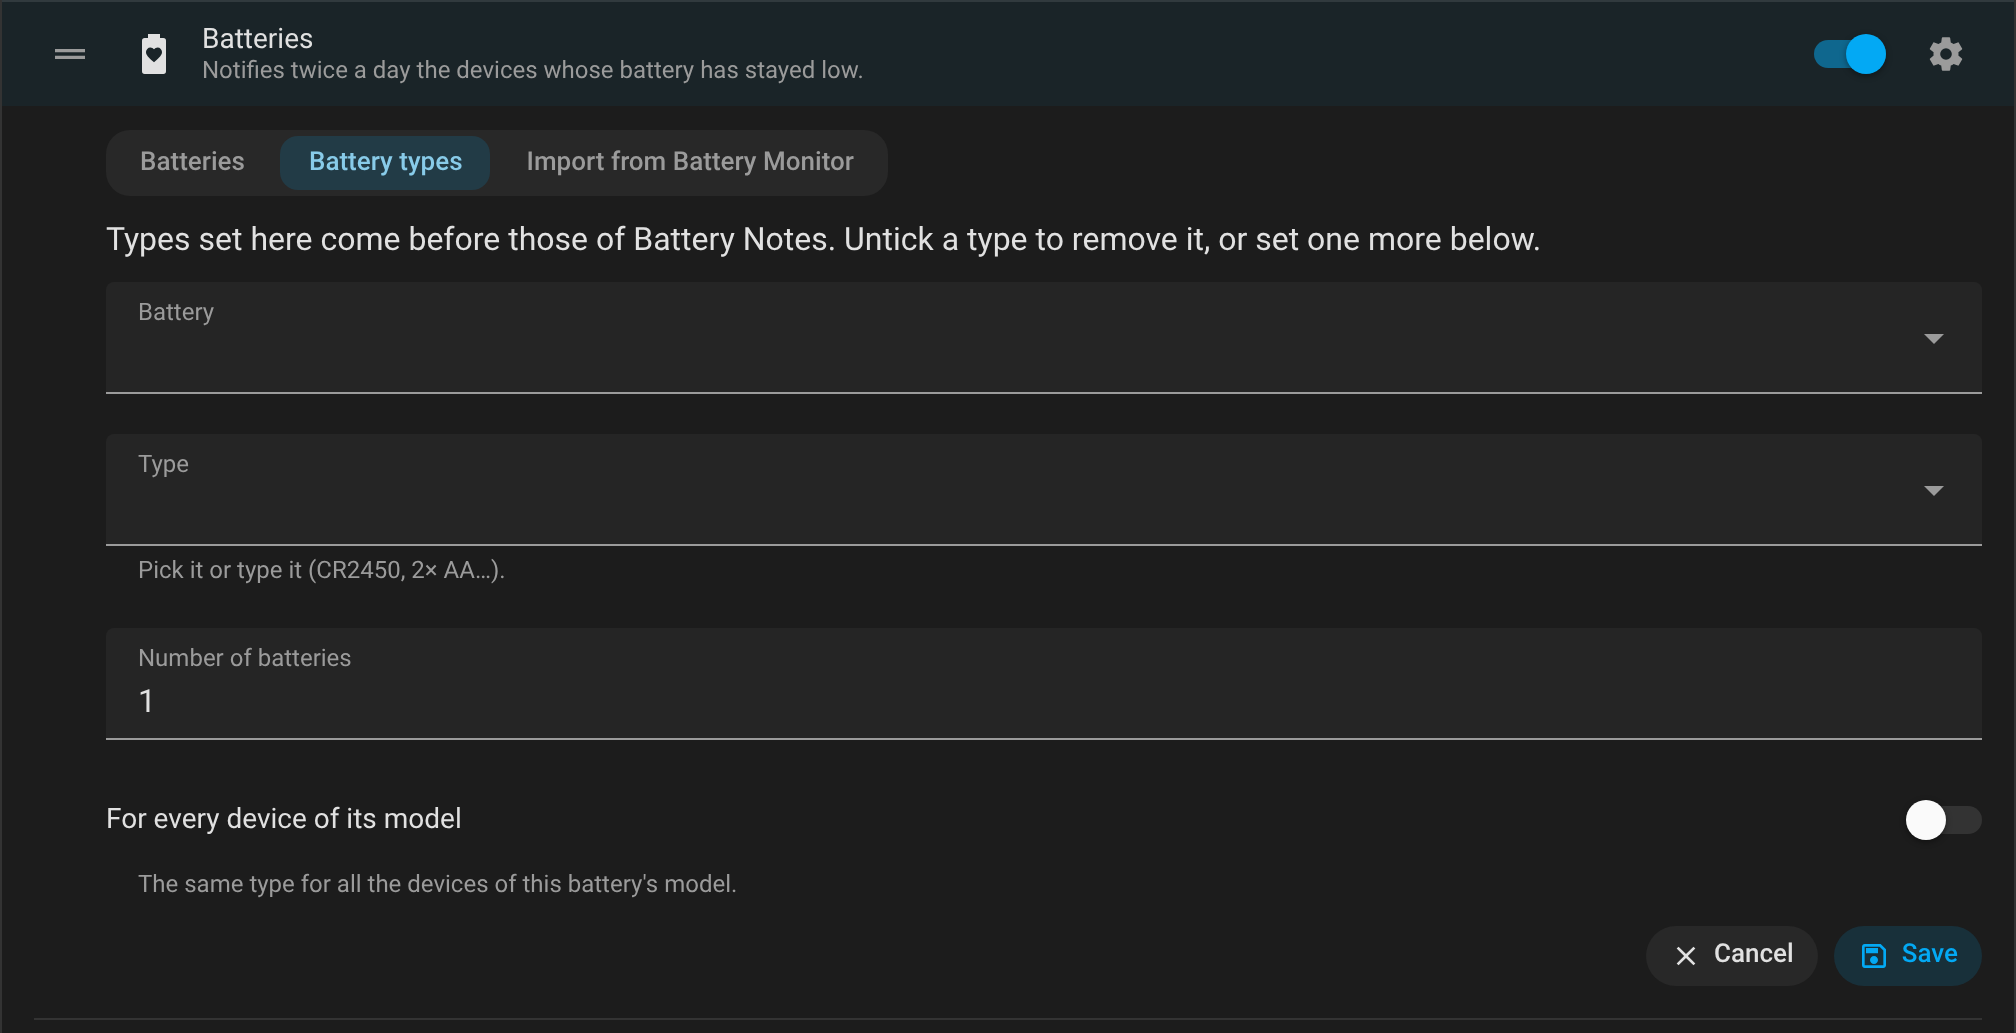 Batteries
Notifies twice a day the devices whose battery has stayed low.
Batteries
Battery types
Import from Battery Monitor
Types set here come before those of Battery Notes. Untick a type to remove it, or set one more below.
Battery
Type
Pick it or type it (CR2450, 2× AA...).
Number of batteries
1
For every device of its model
The same type for all the devices of this battery's model.
Cancel
Save